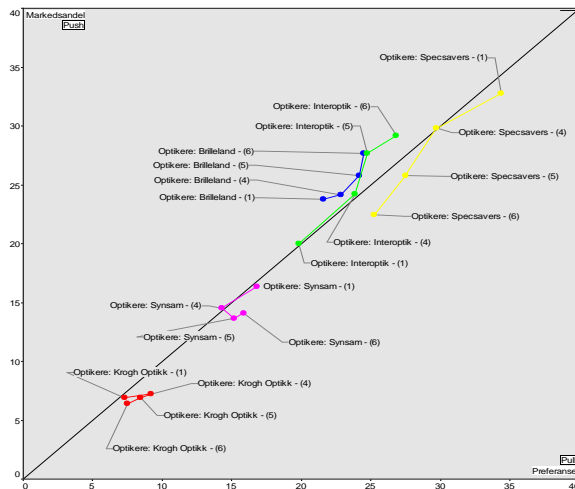 40
Markedsandel
Push
Optikere: Specsavers - (1)
35
Optikere: Interoptik - (6)
30
Optikere: Interoptik - (5)
Optikere: Specsavers - (4)
Optikere: Brilleland - (6)
Optikere: Brilleland - (5)
Optikere: Specsavers - (5)
Optikere: Brilleland - (4)
25
Optikere: Brilleland - (1)
Optikere: Specsavers - (6)
20
Optikere: Interoptik - (4)
Optikere: Interoptik - (1)
Optikere: Synsam - (1)
15
Optikere: Synsam - (4)
Optikere: Synsam - (5)
Optikere: Synsam - (6)
10
Optikere: Krogh Optikk - (1)
Optikere: Krogh Optikk - (4)
5
Optikere: Krogh Optikk - (5)
Optikere: Krogh Optikk - (6)
Pull
Preferanse
0
0 5 10 15 20 25 30 35 40